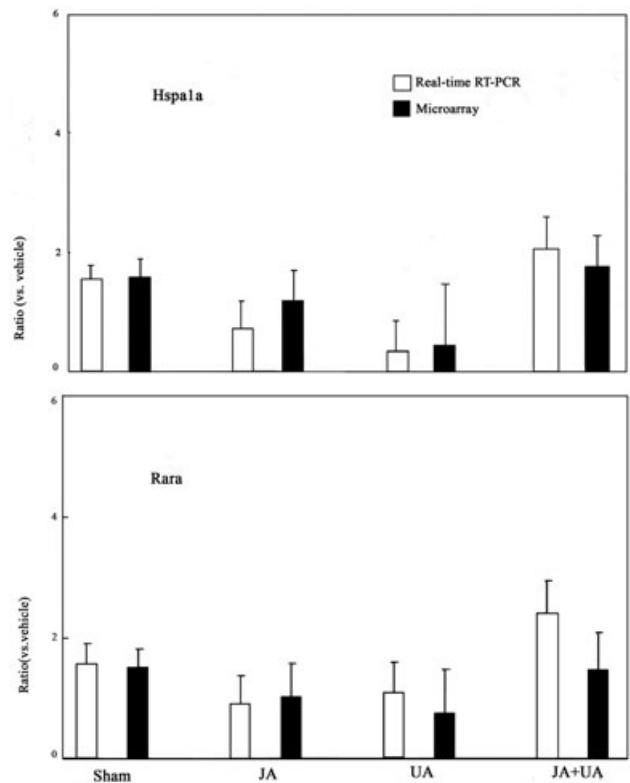 6
Hspa1a
Real-time RT-PCR
Microarray
4
Ratio (vs. vehicle)
2
0
6
Rara
4
Ratio(vs.vehicle)
2
0
Sham JA UA JA+UA